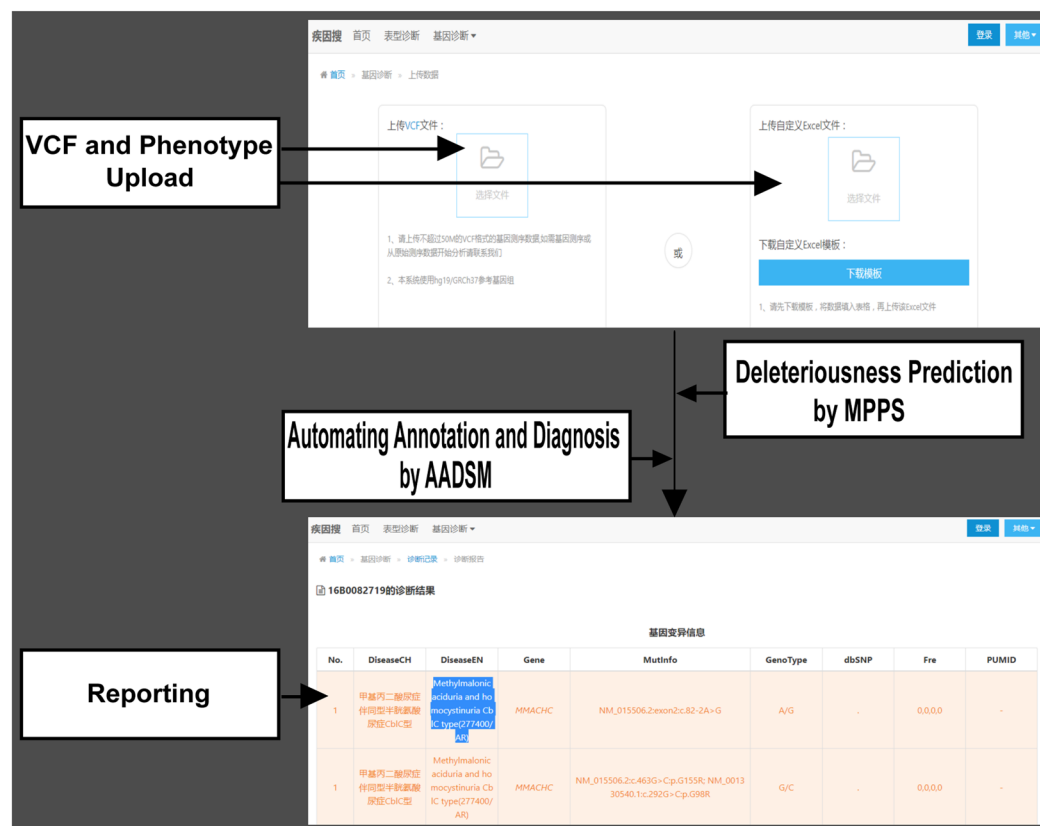 疾因搜 首页 表型诊断 基因诊断
登录 其他
首页 » 基因诊断 » 上传数据
VCF and Phenotype
Upload
上传VCF文件：
选择文件
1、请上传不超过50M的VCF格式的基因测序数据,如需基因测序或
从原始测序数据开始分析请联系我们
2、本系统使用hg19/GRCh37参考基因组
或
上传自定义Excel文件：
选择文件
下载自定义Excel模板：
下载模板
1、请先下载模板，将数据填入表格，再上传该Excel文件
Deleteriousness Prediction
by MPPS
Automating Annotation and Diagnosis
by AADSM
疾因搜 首页 表型诊断 基因诊断
登录 其他
首页 » 基因诊断 » 诊断记录 » 诊断报告
16B0082719的诊断结果
基因变异信息
Reporting
No. DiseaseCH DiseaseEN Gene MutInfo GenoType dbSNP Fre PUMID
1
甲基丙二酸尿症
伴同型半胱氨酸
尿症CblC型
Methylmalonic
aciduria and ho
mocystinuria Cb
lC type(277400/
AR)
MMACHC
NM_015506.2:exon2:c.82-2A>G
A/G
.
0,0,0,0
-
1
甲基丙二酸尿症
伴同型半胱氨酸
尿症CblC型
Methylmalonic
aciduria and ho
mocystinuria Cb
lC type(277400/
AR)
MMACHC
NM_015506.2:c.463G>C:p.G155R; NM_0013
30540.1:c.292G>C:p.G98R
G/C
.
0,0,0,0
-